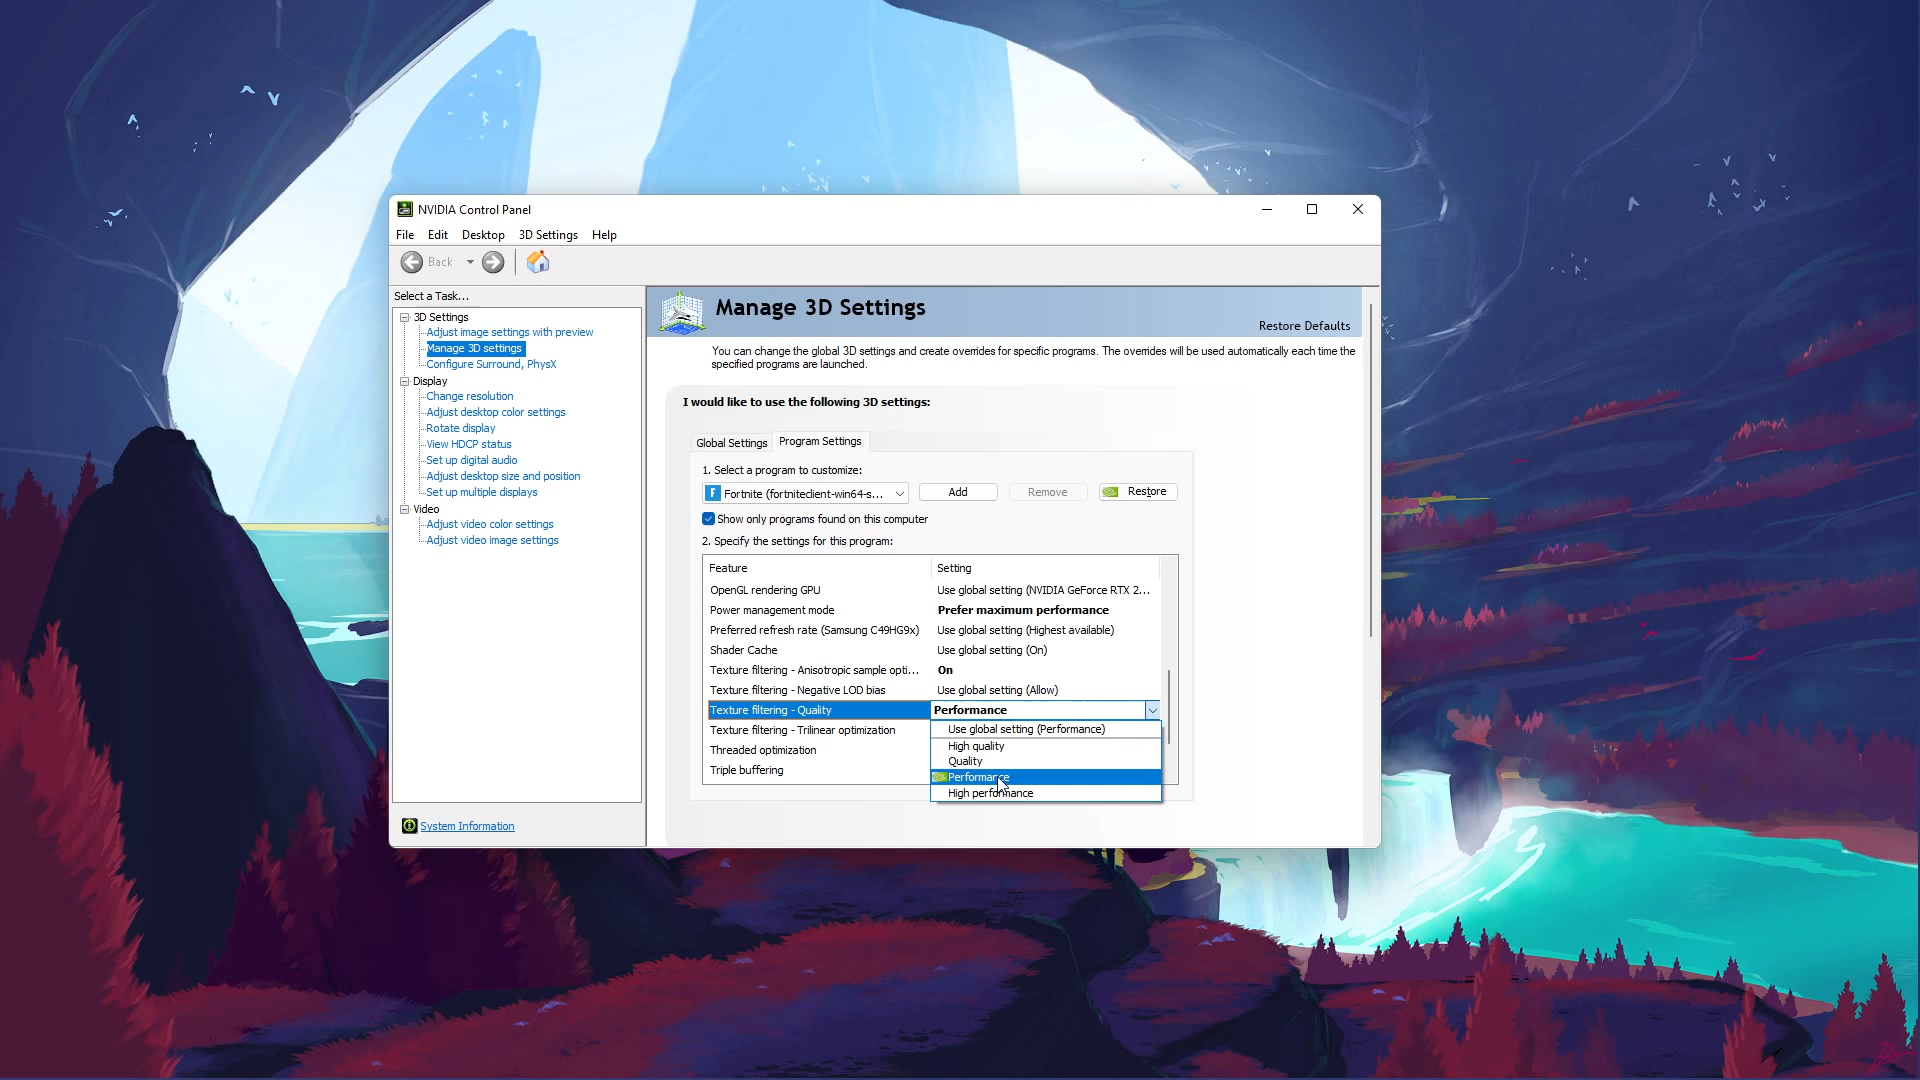 NVIDIA Control Panel
File Edit Desktop 3D Settings Help
Back
Select a Task...
3D Settings
Adjust image settings with preview
Manage 3D settings
Configure Surround, PhysX
Display
Change resolution
Adjust desktop color settings
Rotate display
View HDCP status
Set up digital audio
Adjust desktop size and position
Set up multiple displays
Video
Adjust video color settings
Adjust video image settings
System Information
Manage 3D Settings
Restore Defaults
You can change the global 3D settings and create overrides for specific programs. The overrides will be used automatically each time the
specified programs are launched.
I would like to use the following 3D settings:
Global Settings Program Settings
1. Select a program to customize:
F Fortnite (fortniteclient-win64-s... Add Remove Restore
Show only programs found on this computer
2. Specify the settings for this program:
Feature Setting
OpenGL rendering GPU Use global setting (NVIDIA GeForce RTX 2...
Power management mode Prefer maximum performance
Preferred refresh rate (Samsung C49HG9x) Use global setting (Highest available)
Shader Cache Use global setting (On)
Texture filtering - Anisotropic sample opti... On
Texture filtering - Negative LOD bias Use global setting (Allow)
Texture filtering - Quality Performance
Texture filtering - Trilinear optimization
Threaded optimization
Triple buffering
Use global setting (Performance)
High quality
Quality
Performance
High performance